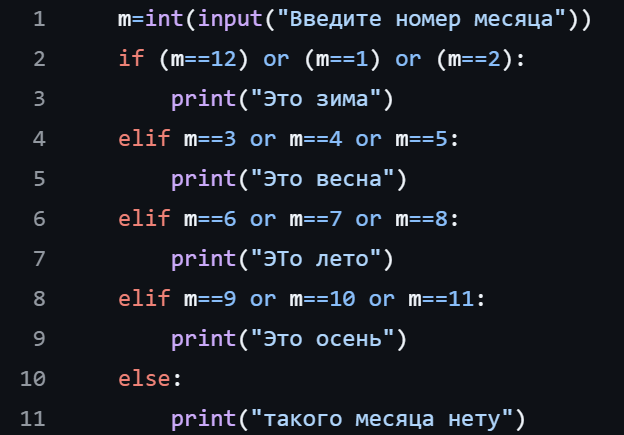 1 m=int(input("Введите номер месяца"))
2 if (m==12) or (m==1) or (m==2):
3 print("Это зима")
4 elif m==3 or m==4 or m==5:
5 print("Это весна")
6 elif m==6 or m==7 or m==8:
7 print("ЭТо лето")
8 elif m==9 or m==10 or m==11:
9 print("Это осень")
10 else:
11 print("такого месяца нету")